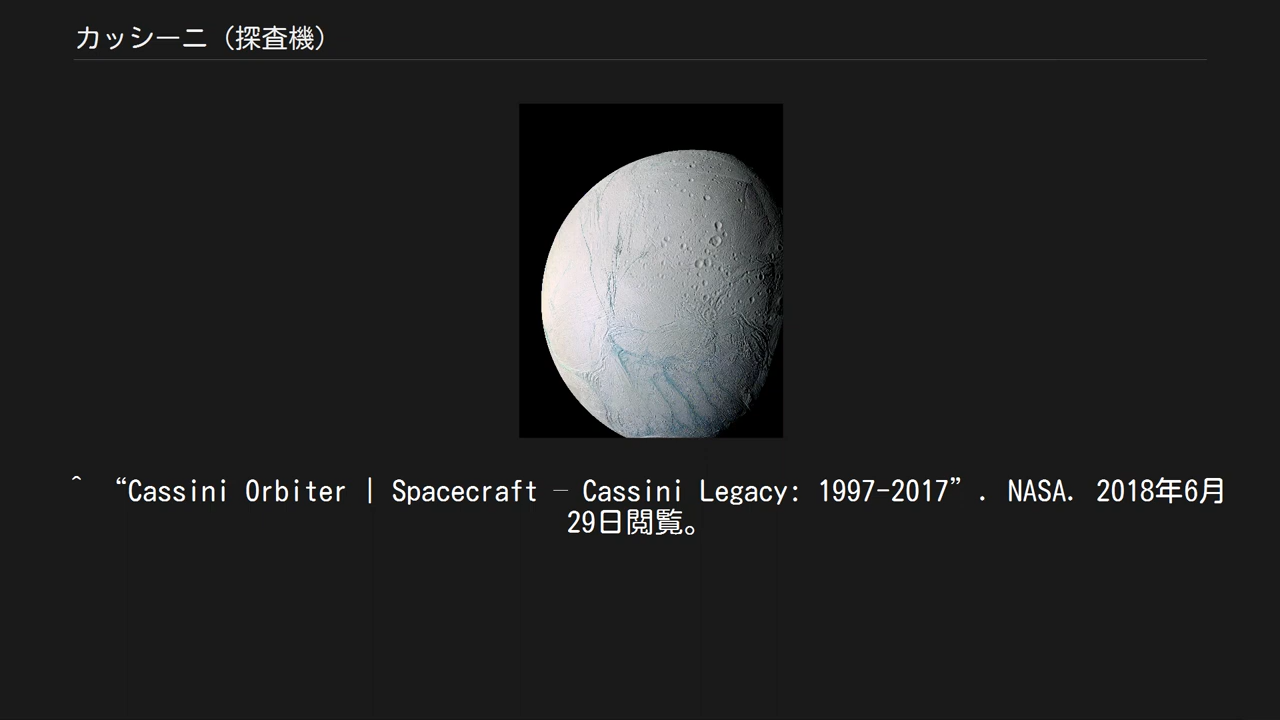 カッシーニ（探査機）
^ “Cassini Orbiter | Spacecraft – Cassini Legacy: 1997-2017”. NASA. 2018年6月
29日閲覧。